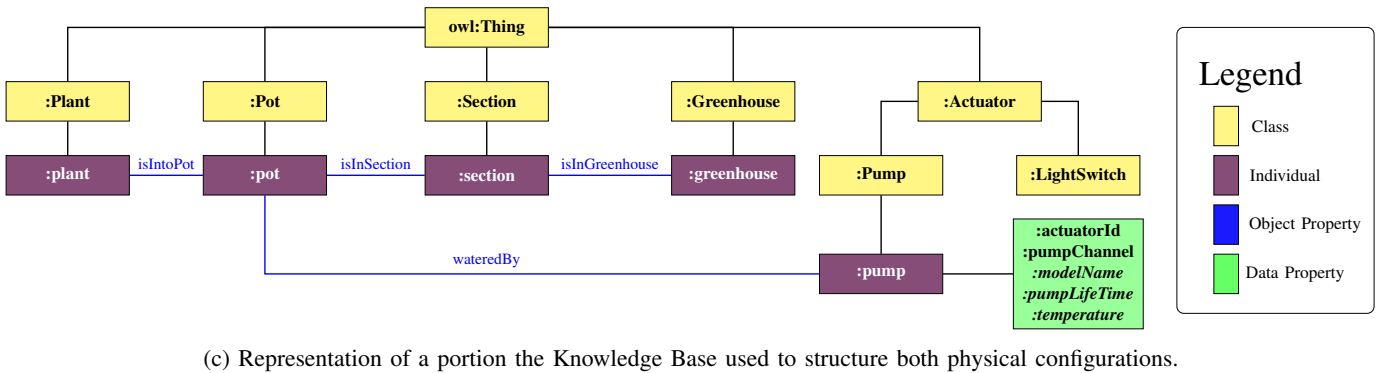 owl:Thing
:Plant
:Pot
:Section
:Greenhouse
:Actuator
:plant
isIntoPot
:pot
isInSection
:section
isInGreenhouse
:greenhouse
:Pump
:LightSwitch
wateredBy
:pump
:actuatorId
:pumpChannel
:modelName
:pumpLifeTime
:temperature
Legend
Class
Individual
Object Property
Data Property
(c) Representation of a portion the Knowledge Base used to structure both physical configurations.